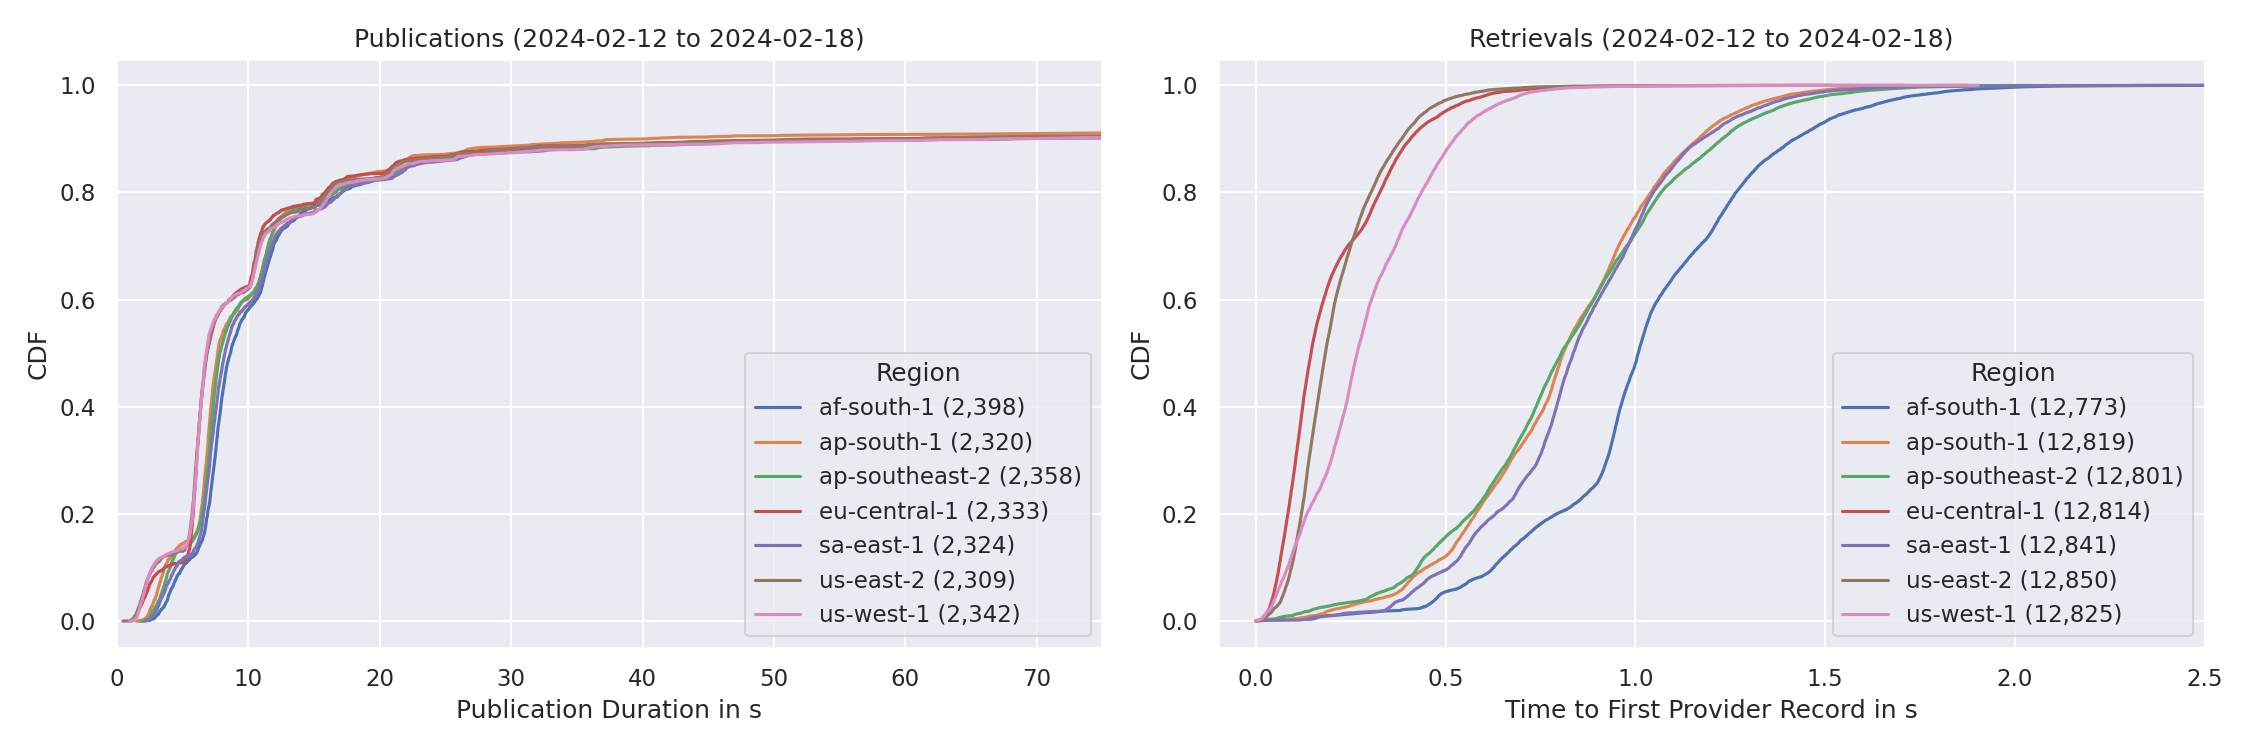 Publications (2024-02-12 to 2024-02-18)
1.0
0.8
0.6
0.4
0.2
0.0
CDF
0
10
20
30
40
50
60
70
Publication Duration in s
Region
af-south-1 (2,398)
ap-south-1 (2,320)
ap-southeast-2 (2,358)
eu-central-1 (2,333)
sa-east-1 (2,324)
us-east-2 (2,309)
us-west-1 (2,342)
Retrievals (2024-02-12 to 2024-02-18)
1.0
0.8
0.6
0.4
0.2
0.0
CDF
0.0
0.5
1.0
1.5
2.0
2.5
Time to First Provider Record in s
Region
af-south-1 (12,773)
ap-south-1 (12,819)
ap-southeast-2 (12,801)
eu-central-1 (12,814)
sa-east-1 (12,841)
us-east-2 (12,850)
us-west-1 (12,825)